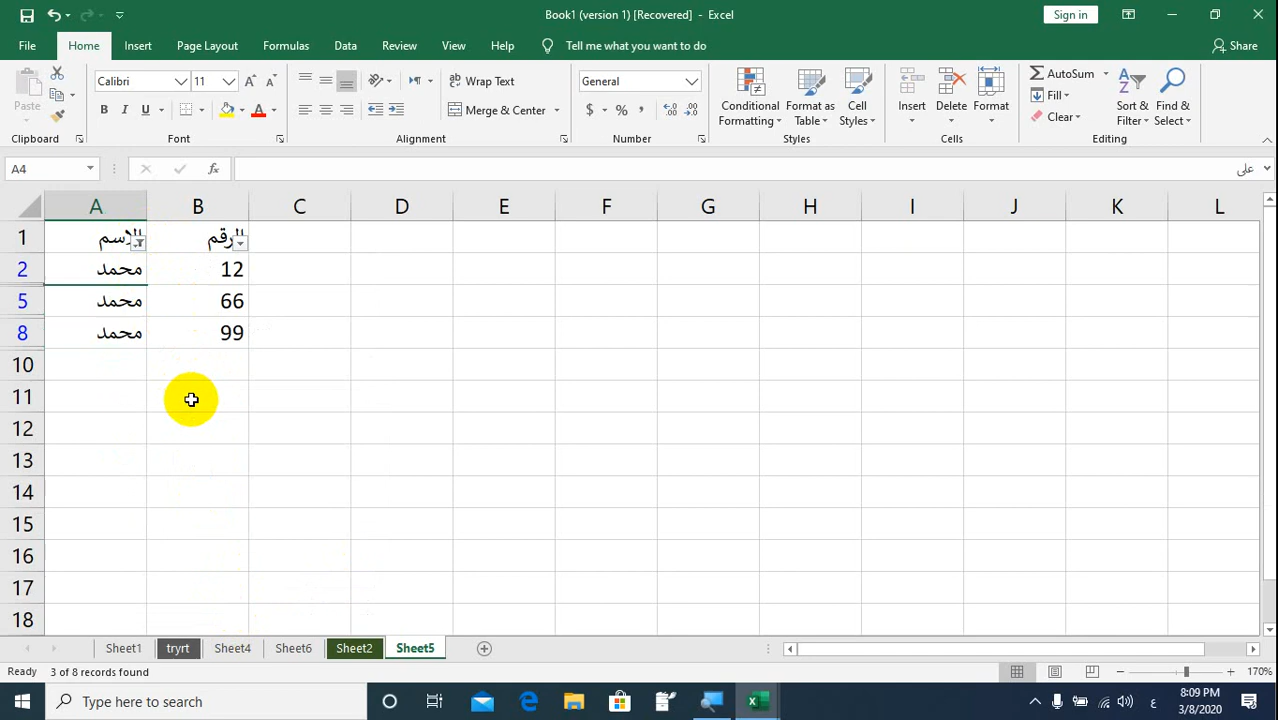 Book1 (version 1) [Recovered] - Excel
Sign in
File Home Insert Page Layout Formulas Data Review View Help Tell me what you want to do Share
Paste
Clipboard
Calibri 11
B I U
Font
Wrap Text
Merge & Center
Alignment
General
$ % ,
Number
Conditional Formatting
Format as Table
Cell Styles
Styles
Insert
Delete
Format
Cells
AutoSum
Fill
Clear
Sort & Filter
Find & Select
Editing
A4 fx على
A B C D E F G H I J K L
1 الاسم الرقم
2 محمد 12
5 محمد 66
8 محمد 99
10
11
12
13
14
15
16
17
18
Sheet1 tryrt Sheet4 Sheet6 Sheet2 Sheet5
Ready 3 of 8 records found 170%
Type here to search
ع
8:09 PM
3/8/2020